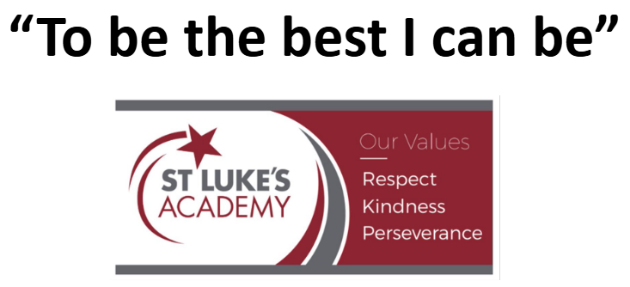 “To be the best I can be”
ST LUKE’S
ACADEMY
Our Values
Respect
Kindness
Perseverance